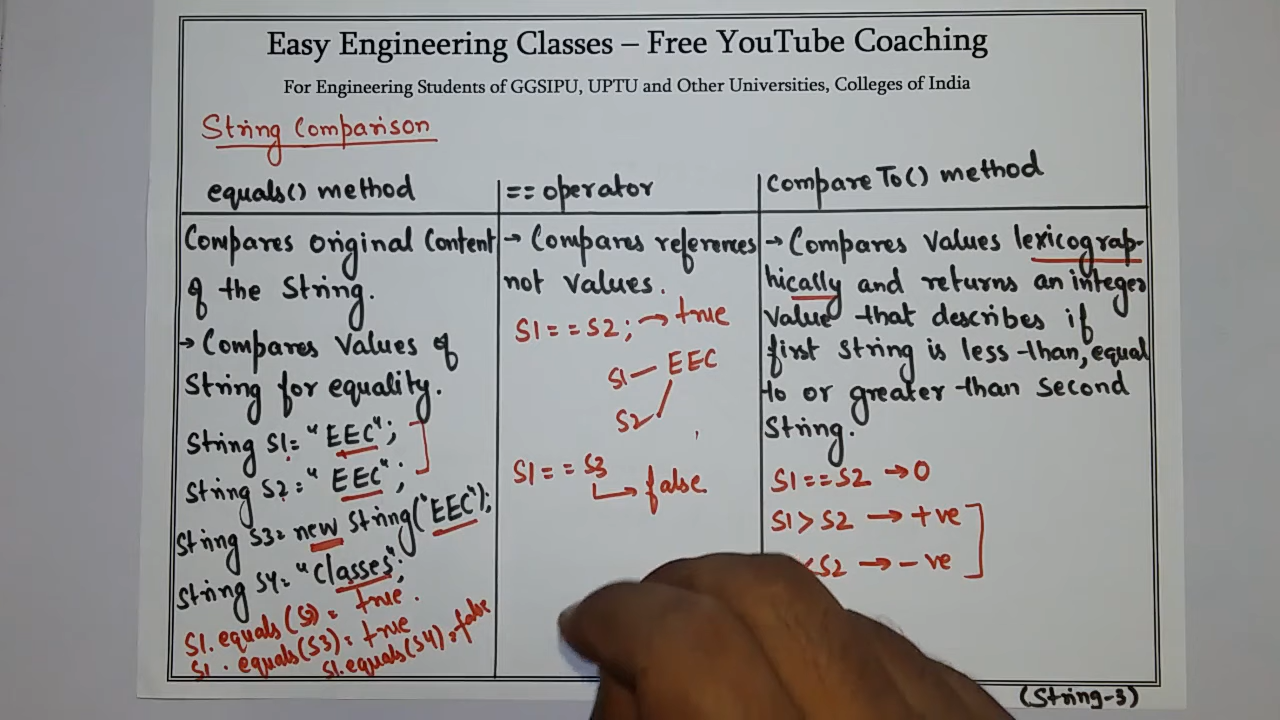 Easy Engineering Classes – Free YouTube Coaching
For Engineering Students of GGSIPU, UPTU and Other Universities, Colleges of India
String Comparison
equals() method
Compares original Content
of the String.
→ Compares Values of
String for equality.
String S1= "EEC";
String S2= "EEC";
String S3= new String("EEC");
String S4= "Classes";
S1.equals(S2) = true.
S1.equals(S3) = true
S1.equals(S4) = false
== operator
→ Compares references
not values.
S1 == S2; → true
S1 — EEC
S2
S1 == S3
→ false
Compare To() method
→ Compares values lexicograp-
hically and returns an integer
value that describes if
first String is less than, equal
to or greater than Second
String.
S1 == S2 → 0
S1 > S2 → +ve
< S2 → -ve
(String-3)